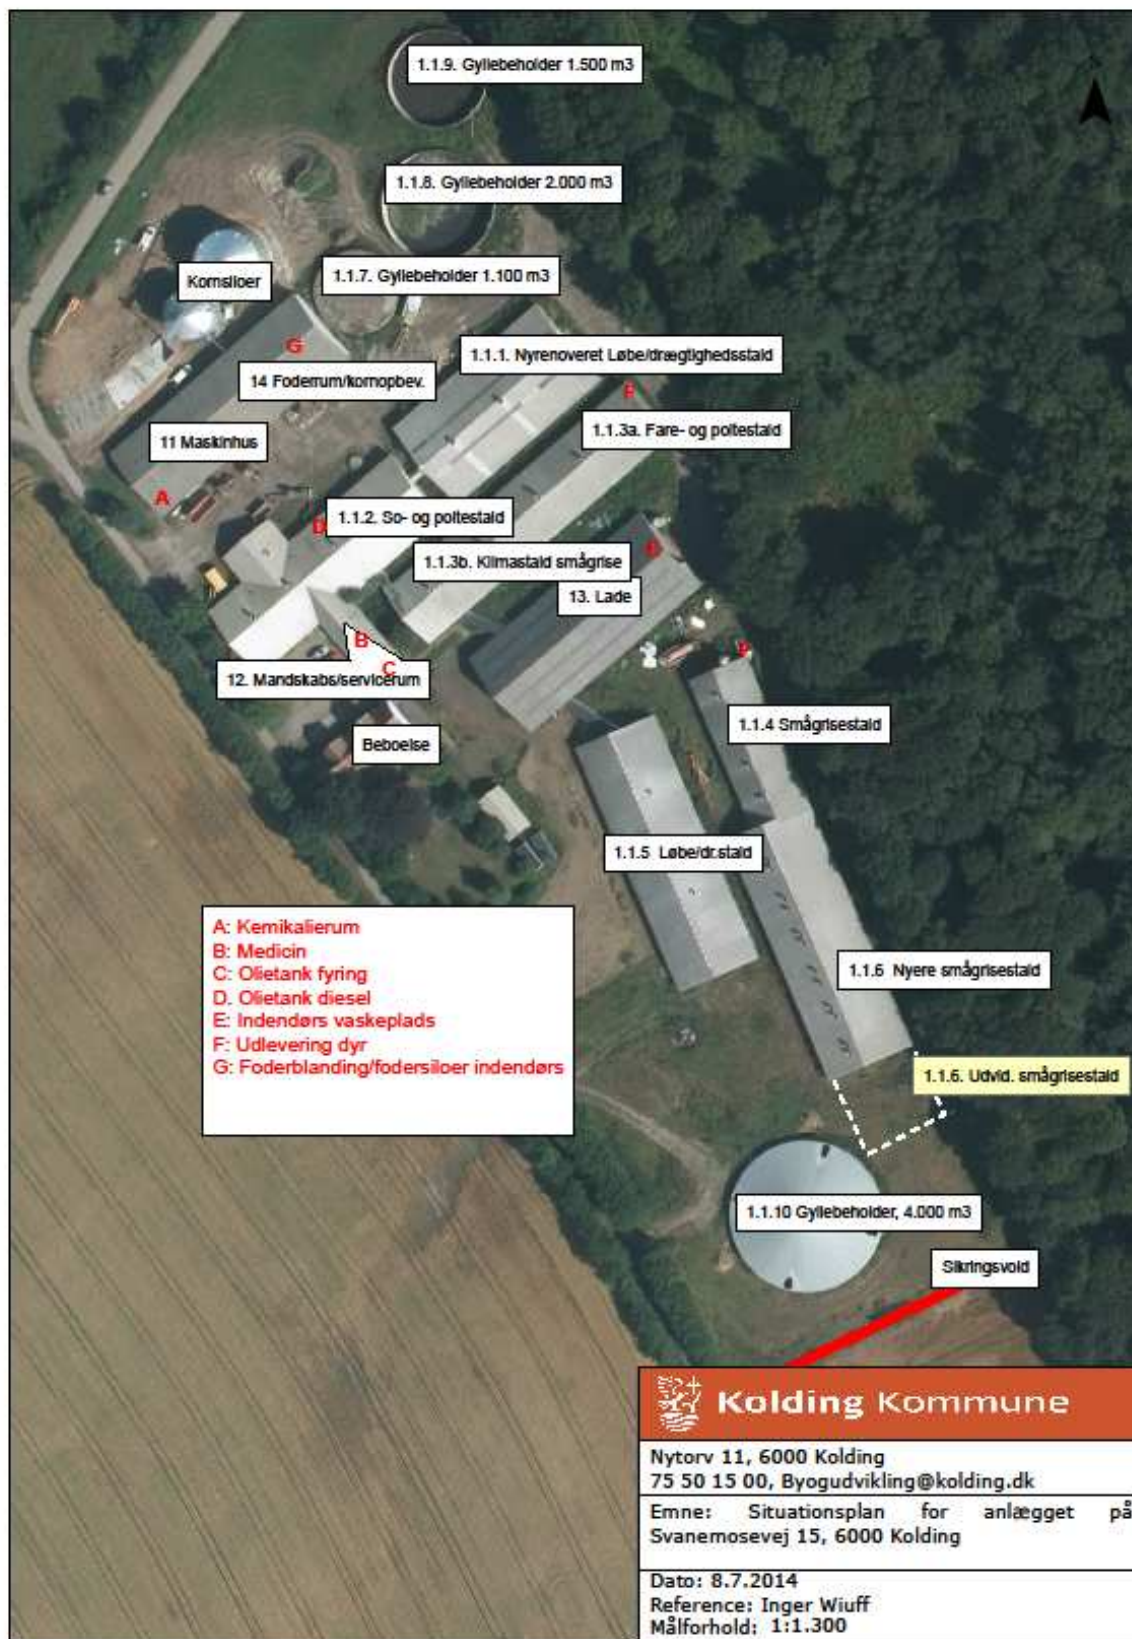 1.1.9. Gyllebeholder 1.500 m3
1.1.8. Gyllebeholder 2.000 m3
Kornsiloer
1.1.7. Gyllebeholder 1.100 m3
G
1.1.1. Nyrenoveret Løbe/drægtighedsstald
14 Foderrum/kornopbev.
F
1.1.3a. Fare- og poltestald
11 Maskinhus
A
D
1.1.2. So- og poltestald
1.1.3b. Klimastald smågrise
E
13. Lade
B
C
12. Mandskabs/servicerum
F
1.1.4 Smågrisestald
Beboelse
1.1.5 Løbe/dr.stald
A: Kemikalierum
B: Medicin
C: Olietank fyring
D. Olietank diesel
E: Indendørs vaskeplads
F: Udlevering dyr
G: Foderblanding/fodersiloer indendørs
1.1.6 Nyere smågrisestald
1.1.6. Udvid. smågrisestald
1.1.10 Gyllebeholder, 4.000 m3
Sikringsvold
Kolding Kommune
Nytorv 11, 6000 Kolding
75 50 15 00, Byogudvikling@kolding.dk
Emne: Situationsplan for anlægget på
Svanemosevej 15, 6000 Kolding
Dato: 8.7.2014
Reference: Inger Wiuff
Målforhold: 1:1.300